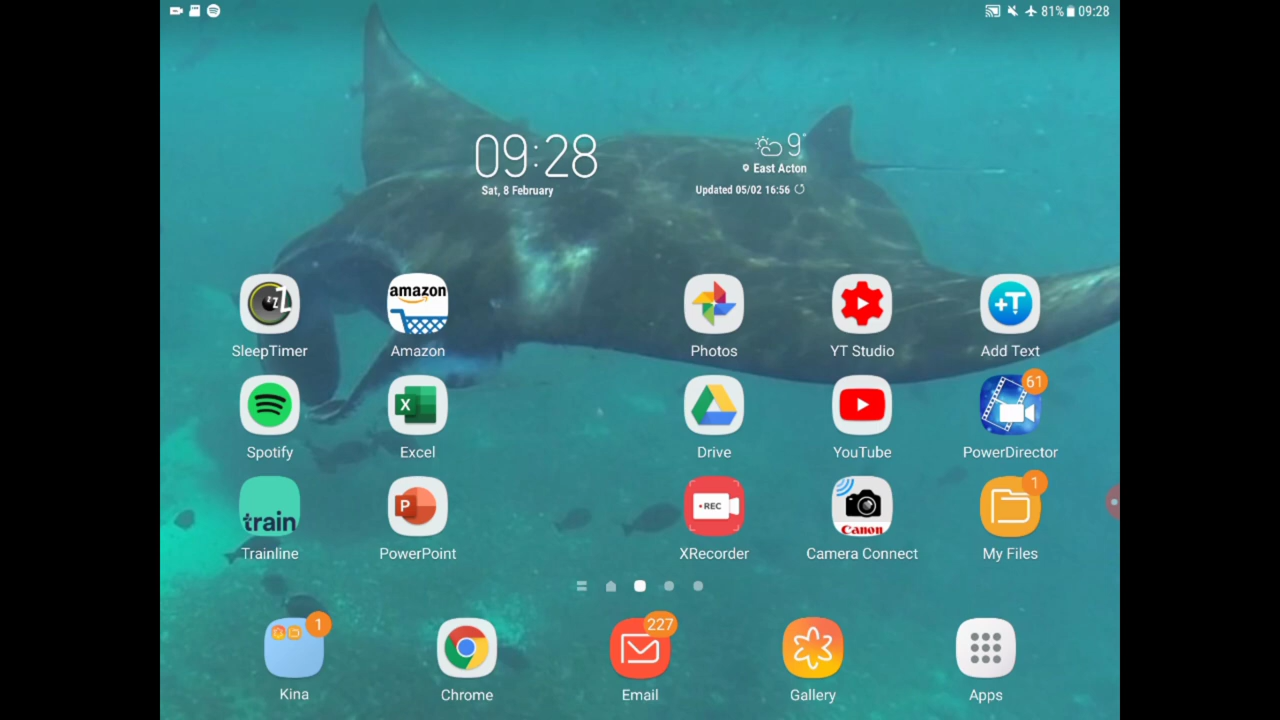 81% 09:28
09:28
Sat, 8 February
9°
East Acton
Updated 05/02 16:56
zZ
SleepTimer
amazon
Amazon
Photos
YT Studio
+T
Add Text
Spotify
X
Excel
Drive
YouTube
61
PowerDirector
train
Trainline
P
PowerPoint
REC
XRecorder
Canon
Camera Connect
1
My Files
1
Kina
Chrome
227
Email
Gallery
Apps